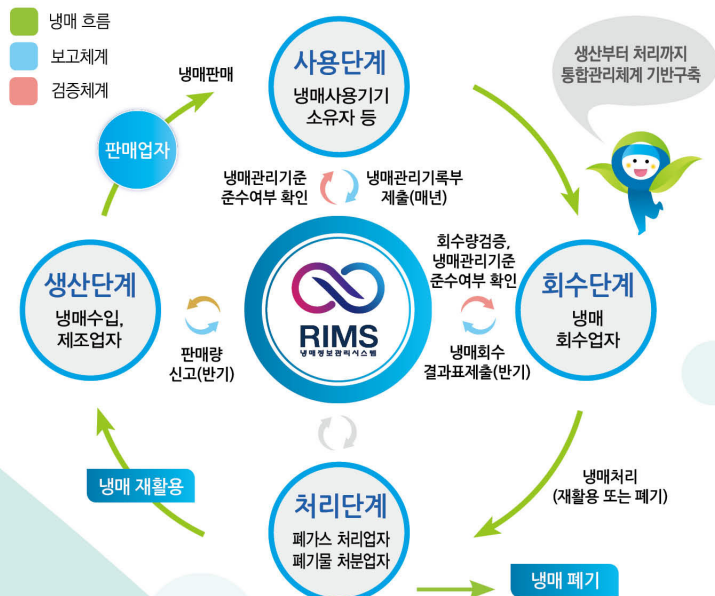 냉매 흐름
보고체계
검증체계
냉매판매
판매업자
사용단계
냉매사용기기
소유자 등
생산부터 처리까지
통합관리체계 기반구축
냉매관리기준
준수여부 확인
냉매관리기록부
제출(매년)
생산단계
냉매수입,
제조업자
판매량
신고(반기)
RIMS
냉매정보관리시스템
회수량검증,
냉매관리기준
준수여부 확인
냉매회수
결과표제출(반기)
회수단계
냉매
회수업자
냉매 재활용
처리단계
폐가스 처리업자
폐기물 처분업자
냉매처리
(재활용 또는 폐기)
냉매 폐기